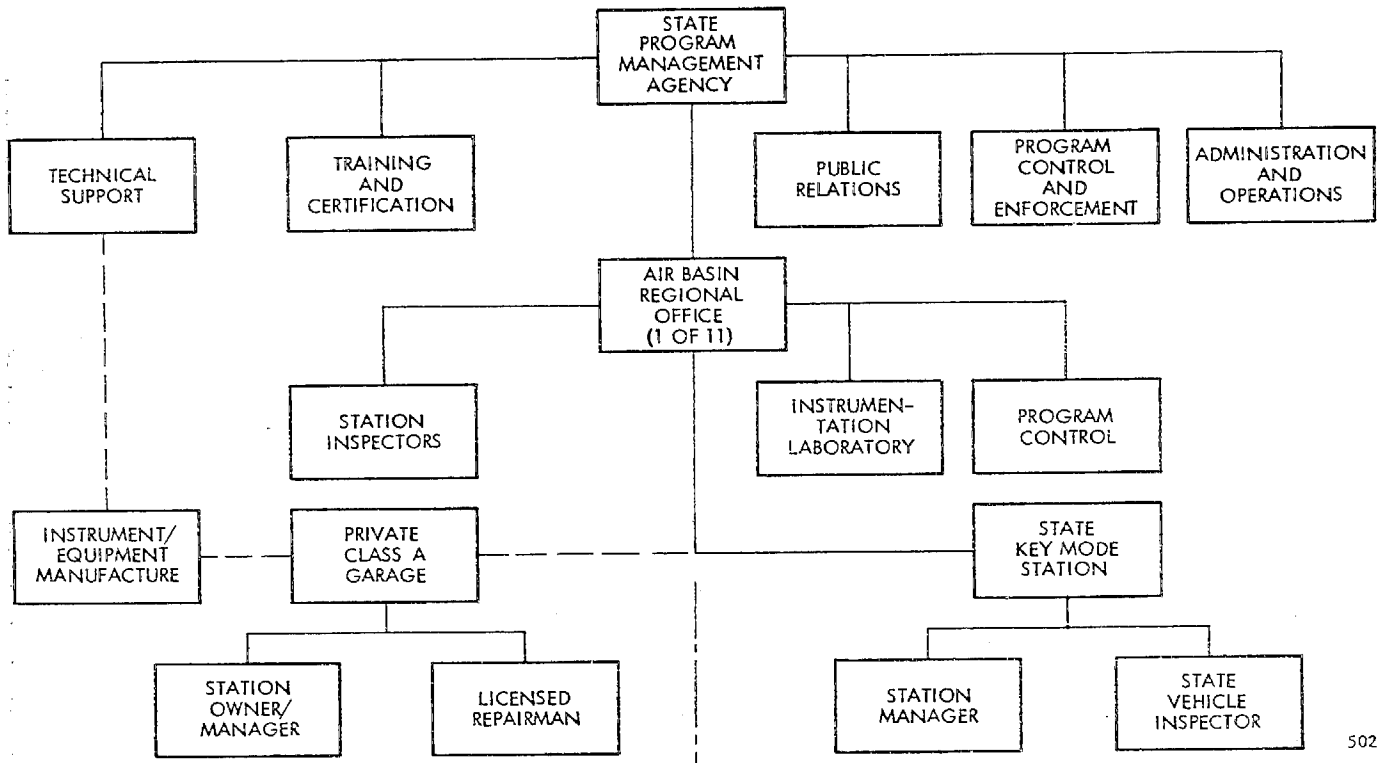 STATE
PROGRAM
MANAGEMENT
AGENCY
TECHNICAL
SUPPORT
TRAINING
AND
CERTIFICATION
PUBLIC
RELATIONS
PROGRAM
CONTROL
AND
ENFORCEMENT
ADMINISTRATION
AND
OPERATIONS
AIR BASIN
REGIONAL
OFFICE
(1 OF 11)
STATION
INSPECTORS
INSTRUMEN-
TATION
LABORATORY
PROGRAM
CONTROL
INSTRUMENT/
EQUIPMENT
MANUFACTURE
PRIVATE
CLASS A
GARAGE
STATE
KEY MODE
STATION
STATION
OWNER/
MANAGER
LICENSED
REPAIRMAN
STATION
MANAGER
STATE
VEHICLE
INSPECTOR
502